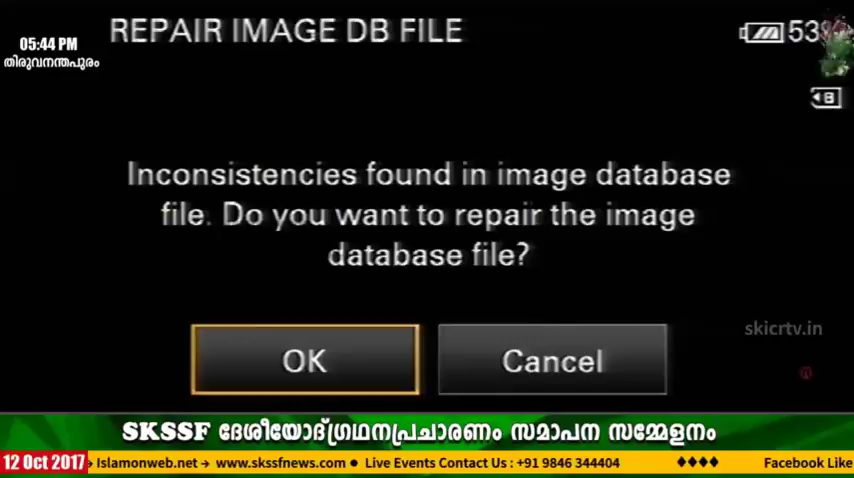 05:44 PM
തിരുവനന്തപുരം
REPAIR IMAGE DB FILE
53%
B
Inconsistencies found in image database
file. Do you want to repair the image
database file?
OK
Cancel
skicrtv.in
SKSSF ദേശീയോദ്ഗ്രഥനപ്രചാരണം സമാപന സമ്മേളനം
12 Oct 2017 Islamonweb.net → www.skssfnews.com ● Live Events Contact Us : +91 9846 344404 ♦♦♦♦ Facebook Like